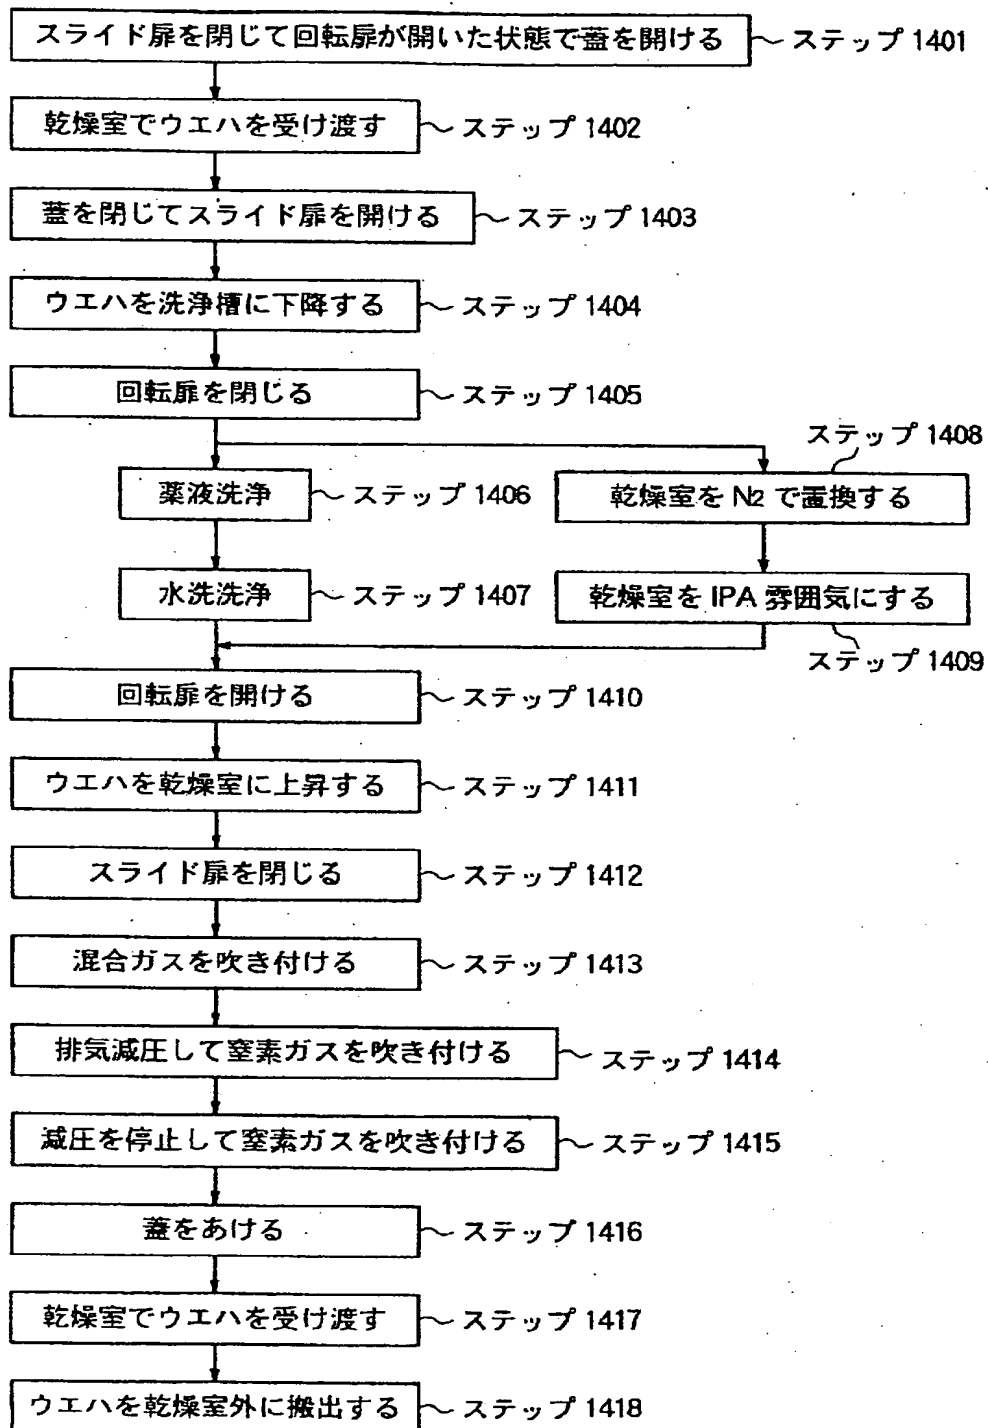 スライド扉を閉じて回転扉が開いた状態で蓋を開ける ステップ 1401
乾燥室でウエハを受け渡す ステップ 1402
蓋を閉じてスライド扉を開ける ステップ 1403
ウエハを洗浄槽に下降する ステップ 1404
回転扉を閉じる ステップ 1405
薬液洗浄 ステップ 1406
水洗洗浄 ステップ 1407
ステップ 1408
乾燥室を N2 で置換する
乾燥室を IPA 雰囲気にする
ステップ 1409
回転扉を開ける ステップ 1410
ウエハを乾燥室に上昇する ステップ 1411
スライド扉を閉じる ステップ 1412
混合ガスを吹き付ける ステップ 1413
排気減圧して窒素ガスを吹き付ける ステップ 1414
減圧を停止して窒素ガスを吹き付ける ステップ 1415
蓋をあける ステップ 1416
乾燥室でウエハを受け渡す ステップ 1417
ウエハを乾燥室外に搬出する ステップ 1418